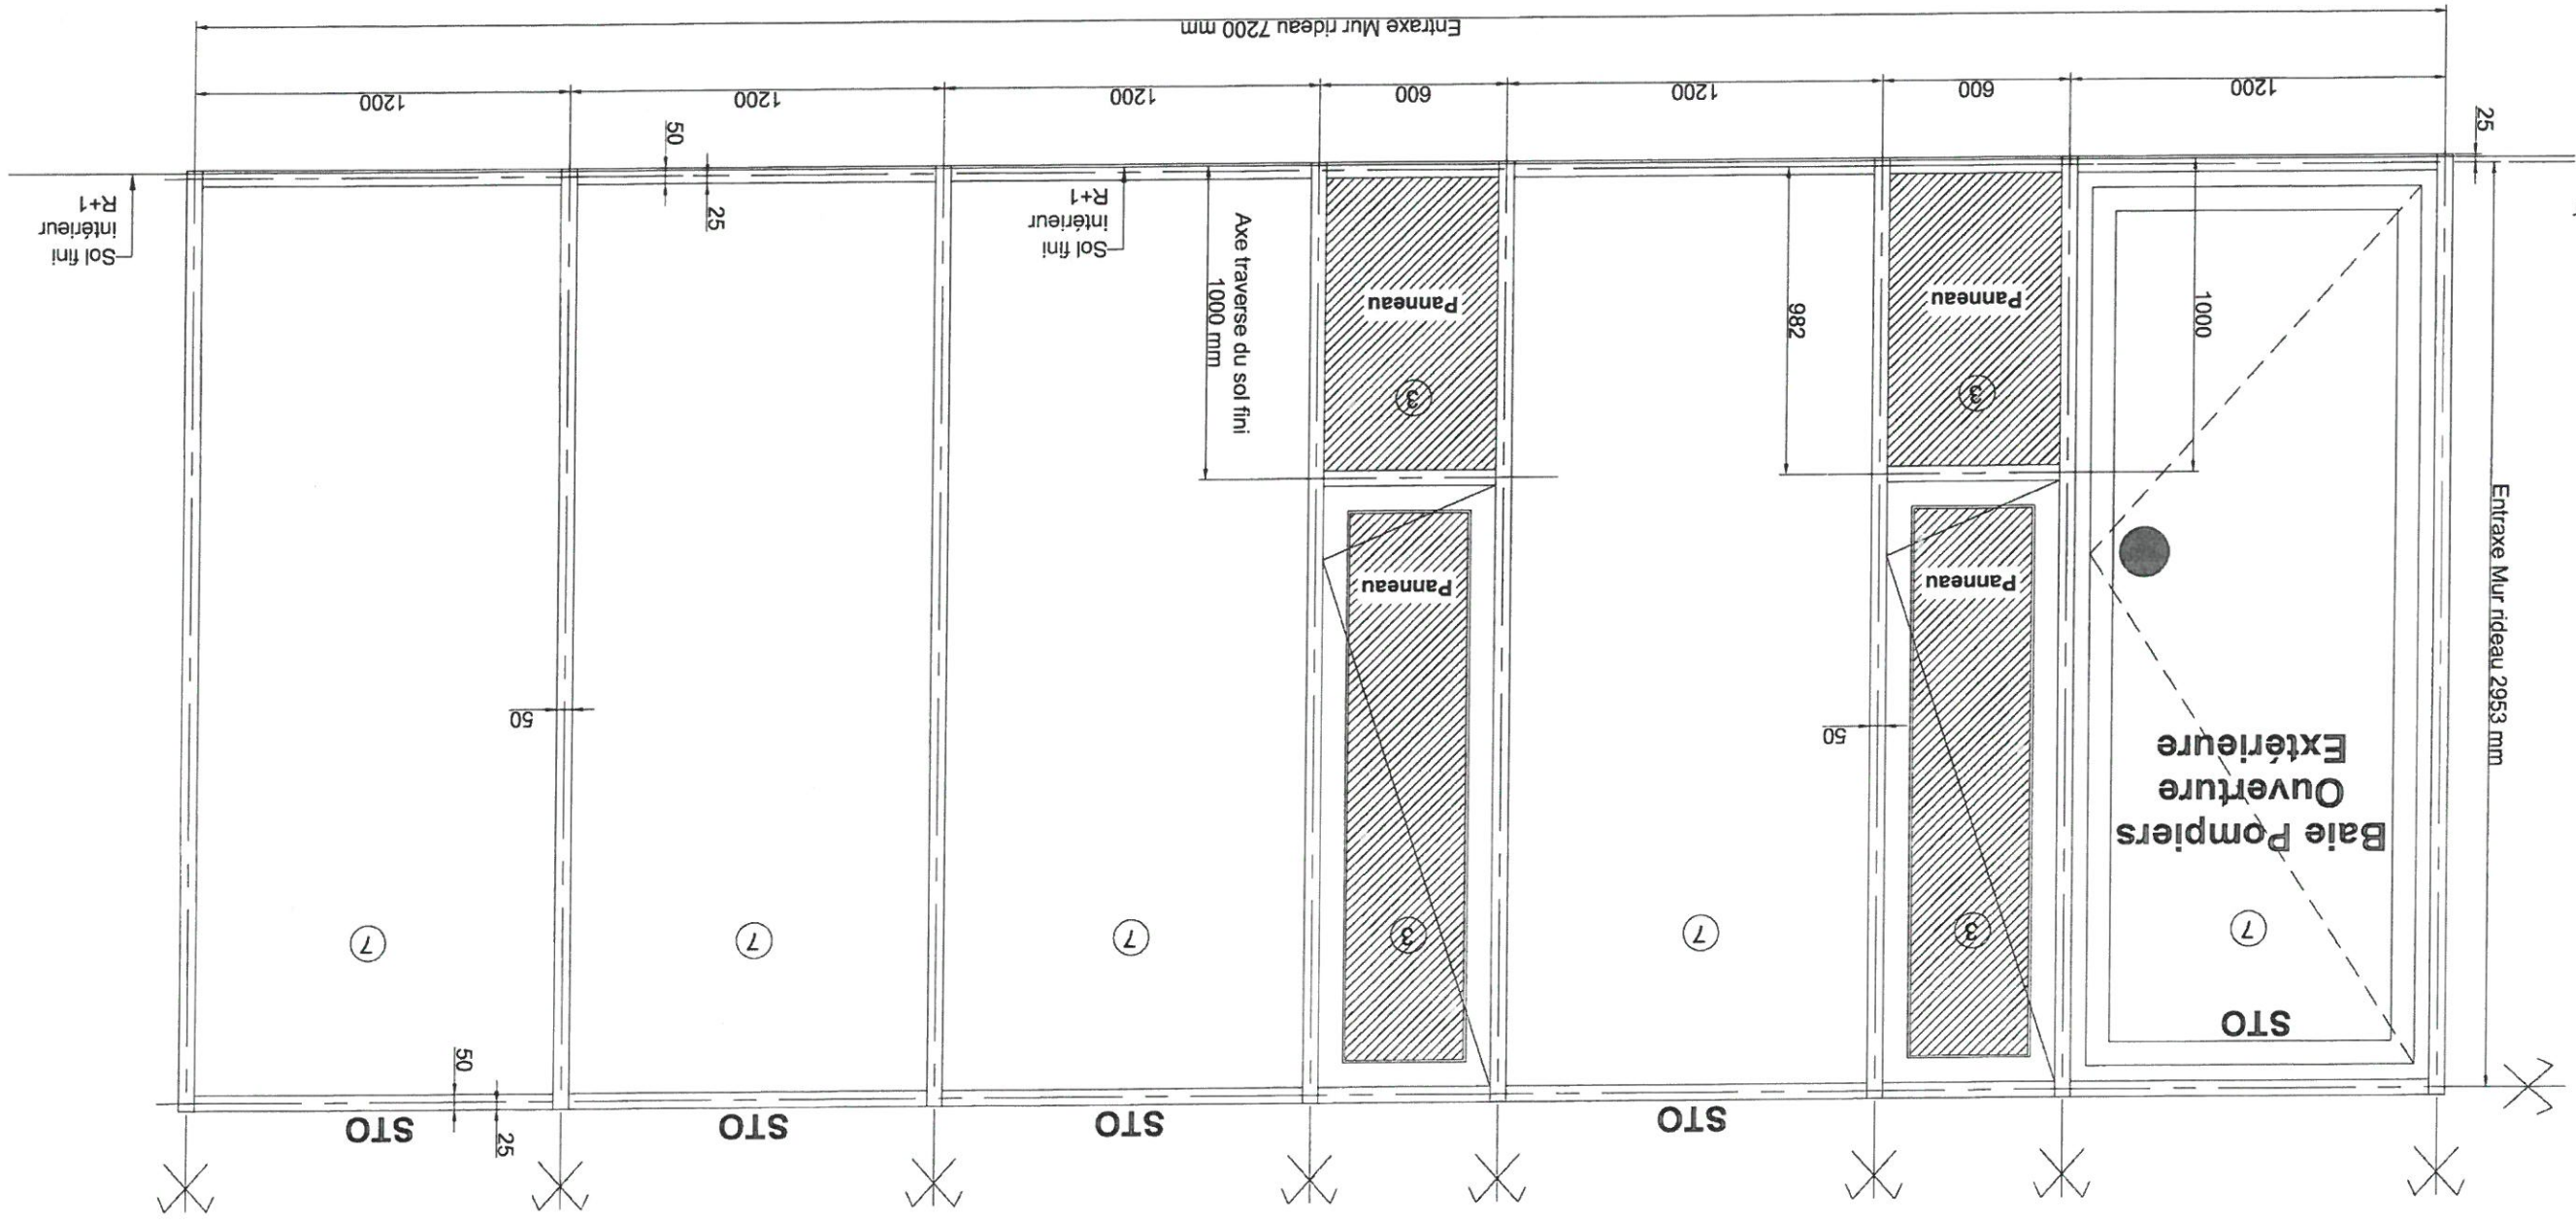 STO
STO
STO
STO
25
50
STO
7
3
7
3
7
7
7
Baie Pompiers
Ouverture
Extérieure
Entraxe Mur rideau 2953 mm
50
50
Panneau
Panneau
3
3
1000
982
Panneau
Panneau
Axe traverse du sol fini
1000 mm
Sol fini
intérieur
R+1
Sol fini
intérieur
R+1
25
50
25
1200
600
1200
600
1200
1200
1200
Entraxe Mur rideau 7200 mm